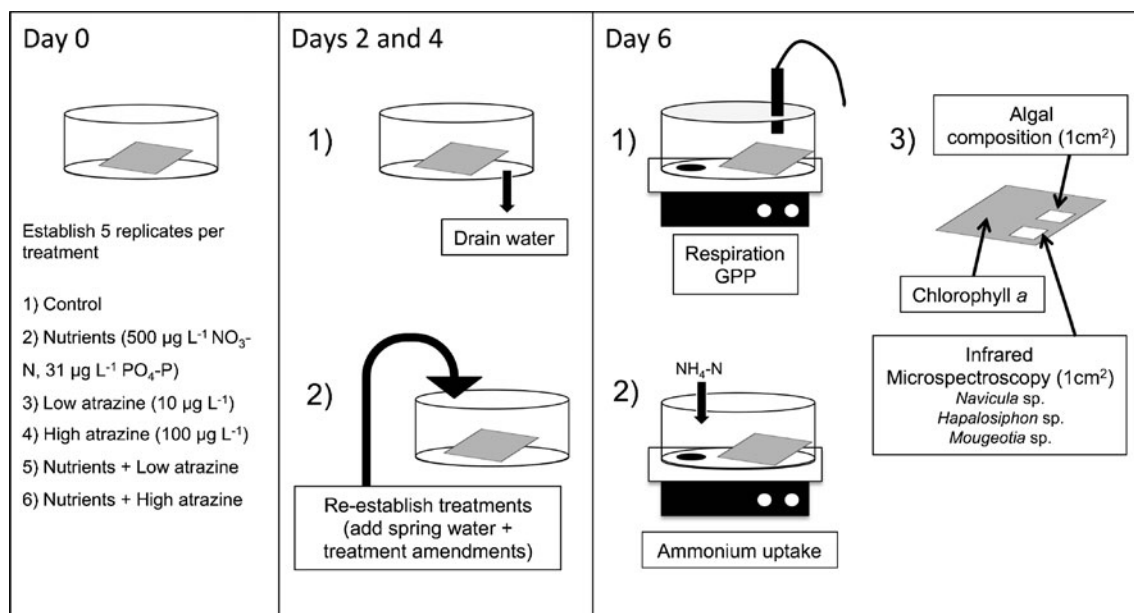 Day 0
Establish 5 replicates per
treatment
1) Control
2) Nutrients (500 µg L⁻¹ NO₃-
N, 31 µg L⁻¹ PO₄-P)
3) Low atrazine (10 µg L⁻¹)
4) High atrazine (100 µg L⁻¹)
5) Nutrients + Low atrazine
6) Nutrients + High atrazine
Days 2 and 4
1)
Drain water
2)
Re-establish treatments
(add spring water +
treatment amendments)
Day 6
1)
Respiration
GPP
2)
NH₄-N
Ammonium uptake
3)
Algal
composition (1cm²)
Chlorophyll a
Infrared
Microspectroscopy (1cm²)
Navicula sp.
Hapalosiphon sp.
Mougeotia sp.